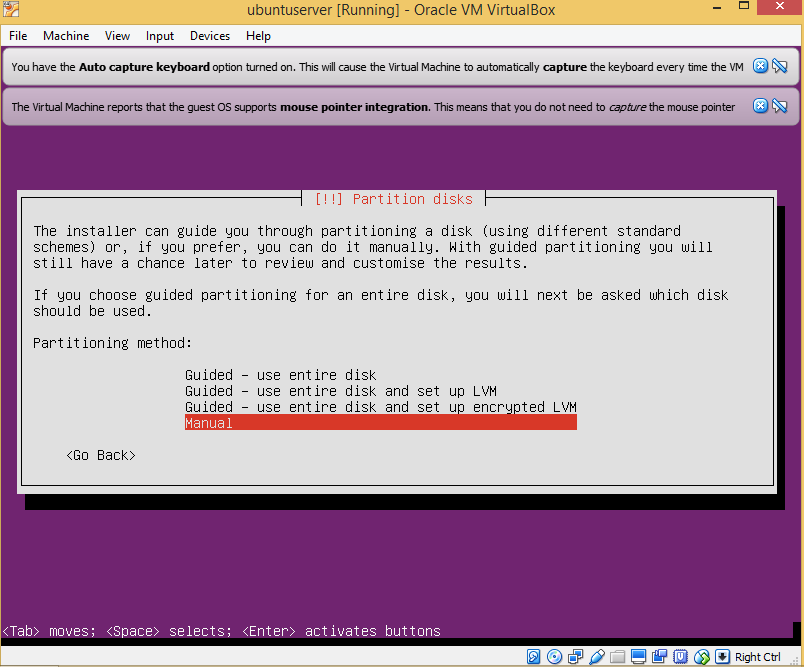 ubuntuserver [Running] - Oracle VM VirtualBox
File Machine View Input Devices Help
You have the Auto capture keyboard option turned on. This will cause the Virtual Machine to automatically capture the keyboard every time the VM
The Virtual Machine reports that the guest OS supports mouse pointer integration. This means that you do not need to capture the mouse pointer
[!!] Partition disks
The installer can guide you through partitioning a disk (using different standard
schemes) or, if you prefer, you can do it manually. With guided partitioning you will
still have a chance later to review and customise the results.
If you choose guided partitioning for an entire disk, you will next be asked which disk
should be used.
Partitioning method:
Guided - use entire disk
Guided - use entire disk and set up LVM
Guided - use entire disk and set up encrypted LVM
Manual
<Go Back>
<Tab> moves; <Space> selects; <Enter> activates buttons
Right Ctrl